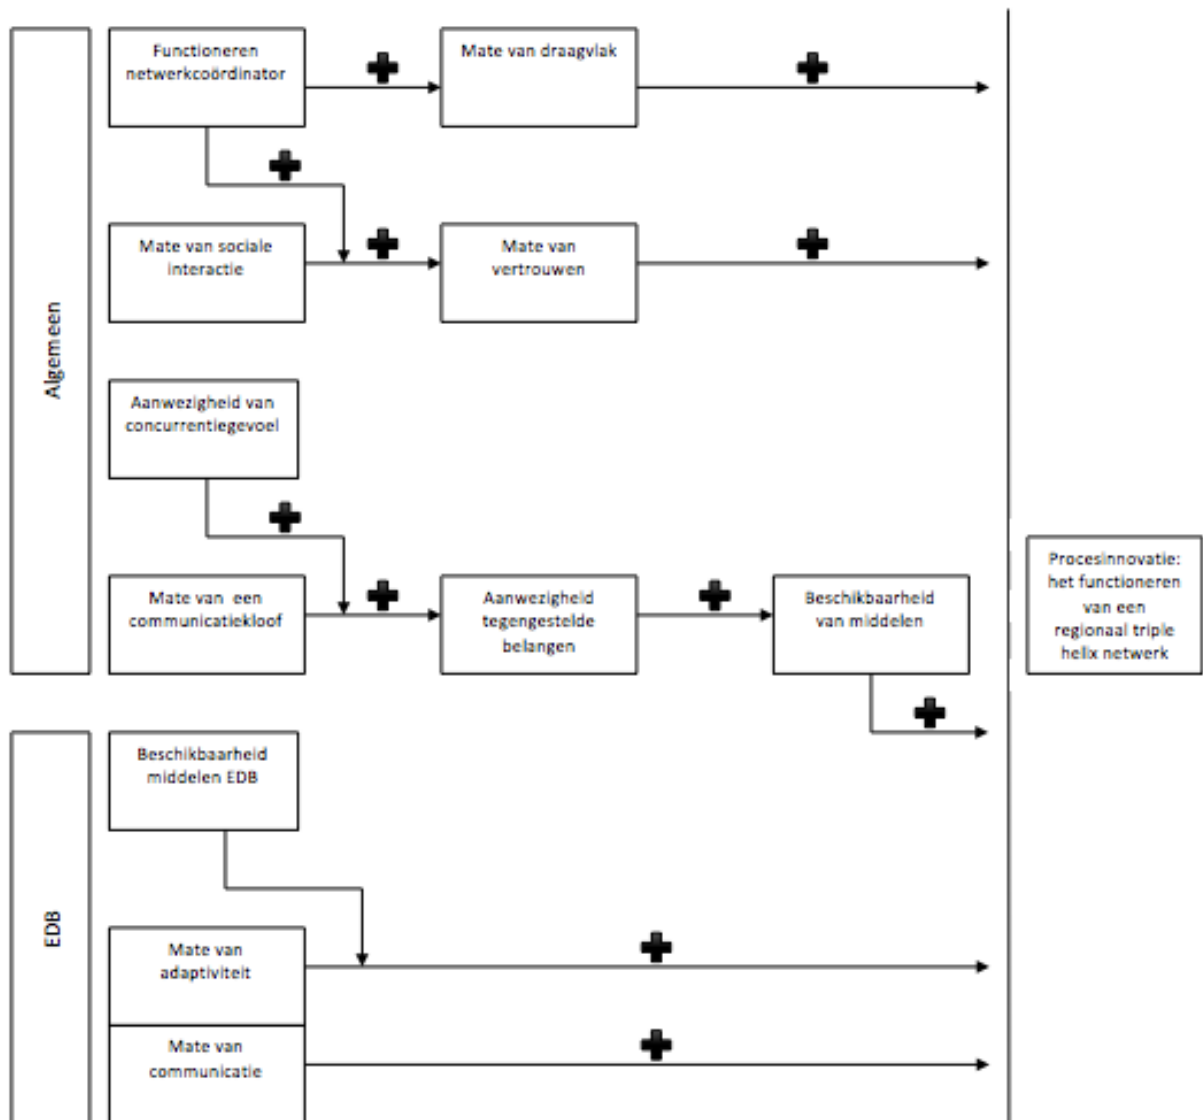 Algemeen
Functioneren
netwerkcoördinator
Mate van draagvlak
Mate van sociale
interactie
Mate van
vertrouwen
Aanwezigheid van
concurrentiegevoel
Mate van een
communicatiekloof
Aanwezigheid
tegengestelde
belangen
Beschikbaarheid
van middelen
Procesinnovatie:
het functioneren
van een
regionaal triple
helix netwerk
EDB
Beschikbaarheid
middelen EDB
Mate van
adaptiviteit
Mate van
communicatie